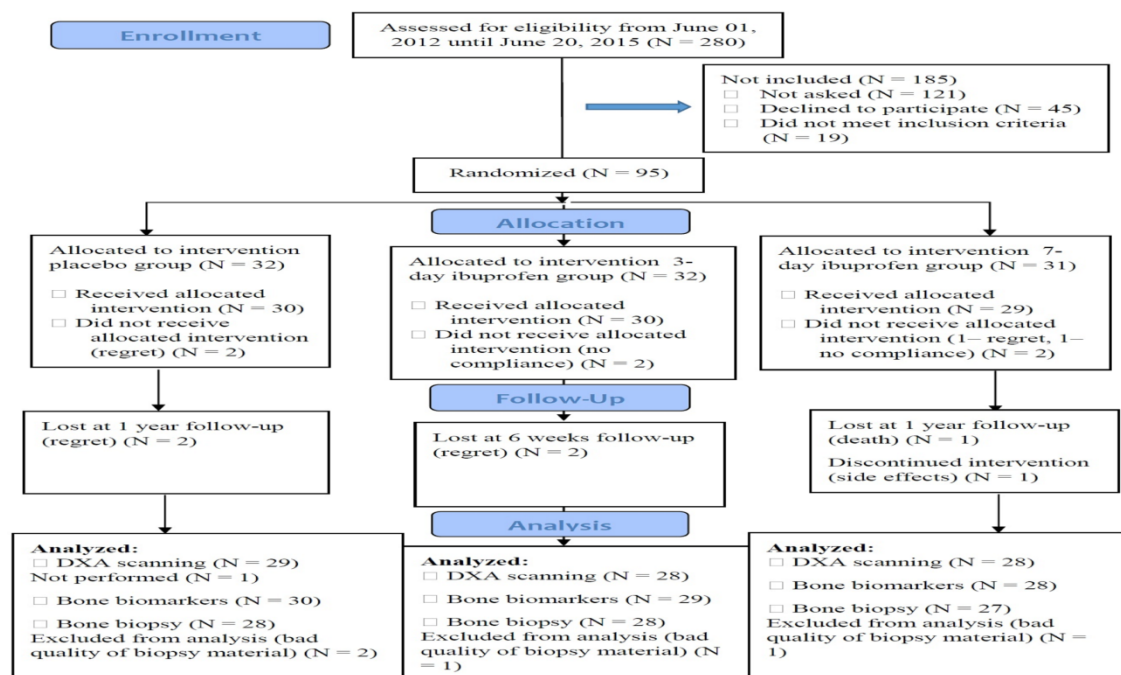 Enrollment
Assessed for eligibility from June 01,
2012 until June 20, 2015 (N = 280)
Not included (N = 185)
☐ Not asked (N = 121)
☐ Declined to participate (N = 45)
☐ Did not meet inclusion criteria
(N = 19)
Randomized (N = 95)
Allocation
Allocated to intervention
placebo group (N = 32)
☐ Received allocated
intervention (N = 30)
☐ Did not receive
allocated intervention
(regret) (N = 2)
Allocated to intervention 3-
day ibuprofen group (N = 32)
☐ Received allocated
intervention (N = 30)
☐ Did not receive allocated
intervention (no
compliance) (N = 2)
Allocated to intervention 7-
day ibuprofen group (N = 31)
☐ Received allocated
intervention (N = 29)
☐ Did not receive allocated
intervention (1– regret, 1–
no compliance) (N = 2)
Follow-Up
Lost at 1 year follow-up
(regret) (N = 2)
Lost at 6 weeks follow-up
(regret) (N = 2)
Lost at 1 year follow-up
(death) (N = 1)
Discontinued intervention
(side effects) (N = 1)
Analysis
Analyzed:
☐ DXA scanning (N = 29)
Not performed (N = 1)
☐ Bone biomarkers (N = 30)
☐ Bone biopsy (N = 28)
Excluded from analysis (bad
quality of biopsy material) (N = 2)
☐ DXA scanning (N = 28)
☐ Bone biomarkers (N = 29)
☐ Bone biopsy (N = 28)
Excluded from analysis (bad
quality of biopsy material) (N
= 1)
Analyzed:
☐ DXA scanning (N = 28)
☐ Bone biomarkers (N = 28)
☐ Bone biopsy (N = 27)
Excluded from analysis (bad
quality of biopsy material) (N =
1)